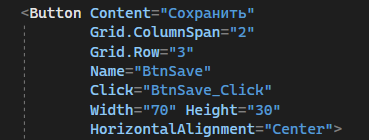 <Button Content="Сохранить"
Grid.ColumnSpan="2"
Grid.Row="3"
Name="BtnSave"
Click="BtnSave_Click"
Width="70" Height="30"
HorizontalAlignment="Center">